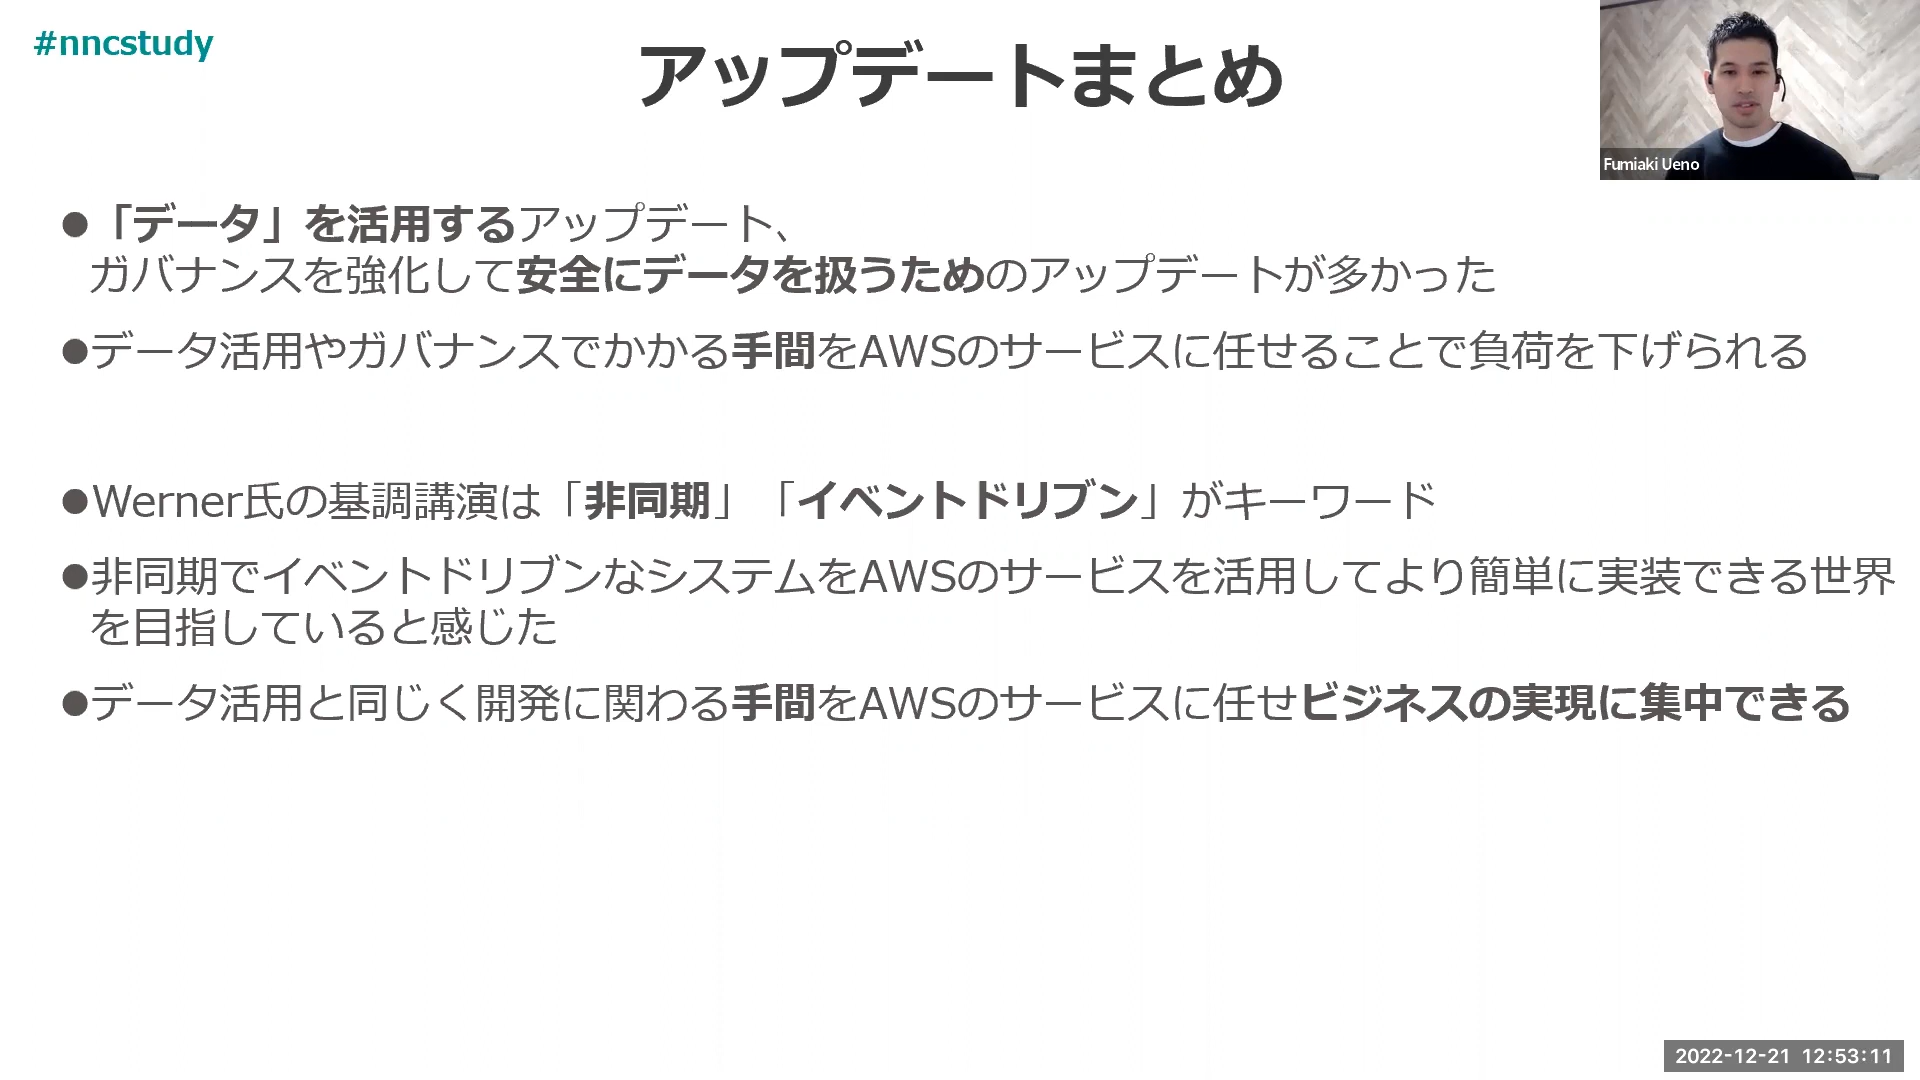 #nncstudy
アップデートまとめ
Fumiaki Ueno
●「データ」を活用するアップデート、
ガバナンスを強化して安全にデータを扱うためのアップデートが多かった
●データ活用やガバナンスでかかる手間をAWSのサービスに任せることで負荷を下げられる
●Werner氏の基調講演は「非同期」「イベントドリブン」がキーワード
●非同期でイベントドリブンなシステムをAWSのサービスを活用してより簡単に実装できる世界
を目指していると感じた
●データ活用と同じく開発に関わる手間をAWSのサービスに任せビジネスの実現に集中できる
2022-12-21 12:53:11